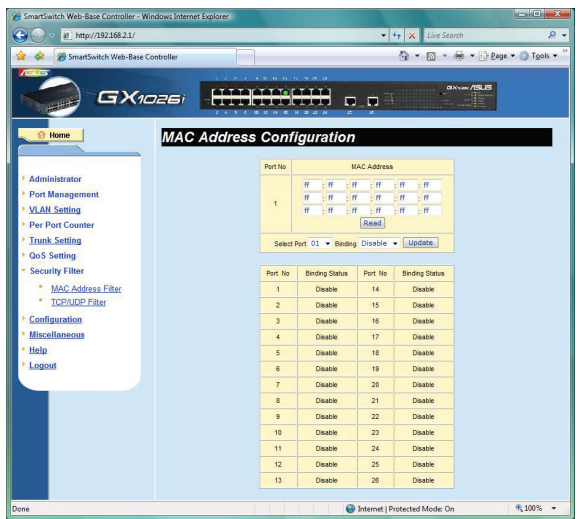 SmartSwitch Web-Base Controller - Windows Internet Explorer
http://192.168.2.1/
Live Search
SmartSwitch Web-Base Controller
Page
Tools
ASUS
GX1026i
GX1026i ASUS
Home
MAC Address Configuration
Administrator
Port Management
VLAN Setting
Per Port Counter
Trunk Setting
QoS Setting
Security Filter
MAC Address Filter
TCP/UDP Filter
Configuration
Miscellaneous
Help
Logout
Port No MAC Address
1
ff : ff : ff : ff : ff : ff
ff : ff : ff : ff : ff : ff
ff : ff : ff : ff : ff : ff
Read
Select Port 01 Binding Disable Update
Port No Binding Status Port No Binding Status
1 Disable 14 Disable
2 Disable 15 Disable
3 Disable 16 Disable
4 Disable 17 Disable
5 Disable 18 Disable
6 Disable 19 Disable
7 Disable 20 Disable
8 Disable 21 Disable
9 Disable 22 Disable
10 Disable 23 Disable
11 Disable 24 Disable
12 Disable 25 Disable
13 Disable 26 Disable
Done
Internet | Protected Mode: On
100%